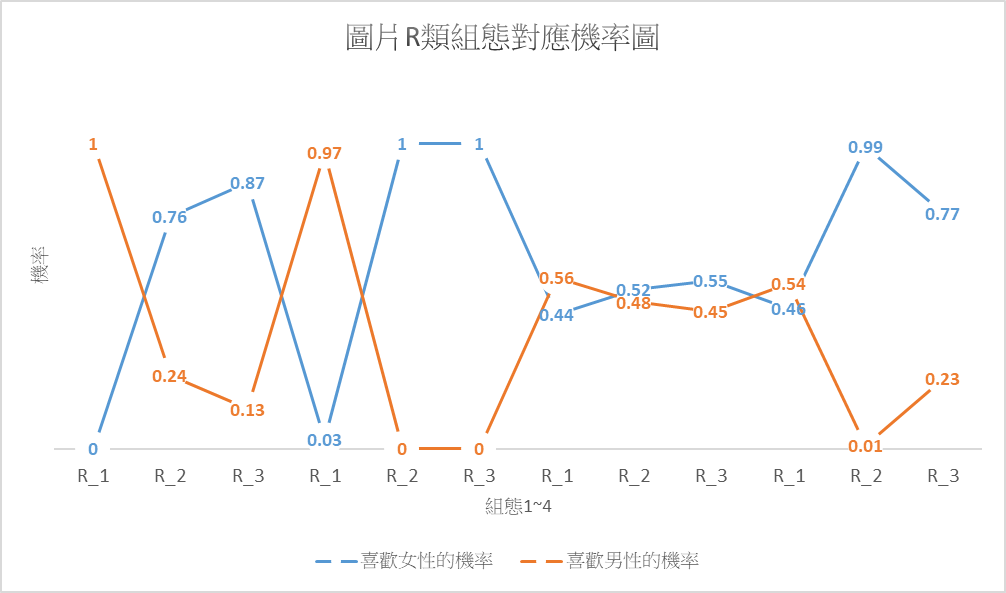 圖片R類組態對應機率圖
機率
1 0.76 0.87 0.97 1 1 0.56 0.52 0.55 0.54 0.99 0.77
0 0.24 0.13 0.03 0 0 0.44 0.48 0.45 0.46 0.01 0.23
R_1 R_2 R_3 R_1 R_2 R_3 R_1 R_2 R_3 R_1 R_2 R_3
組態1~4
喜歡女性的機率 喜歡男性的機率